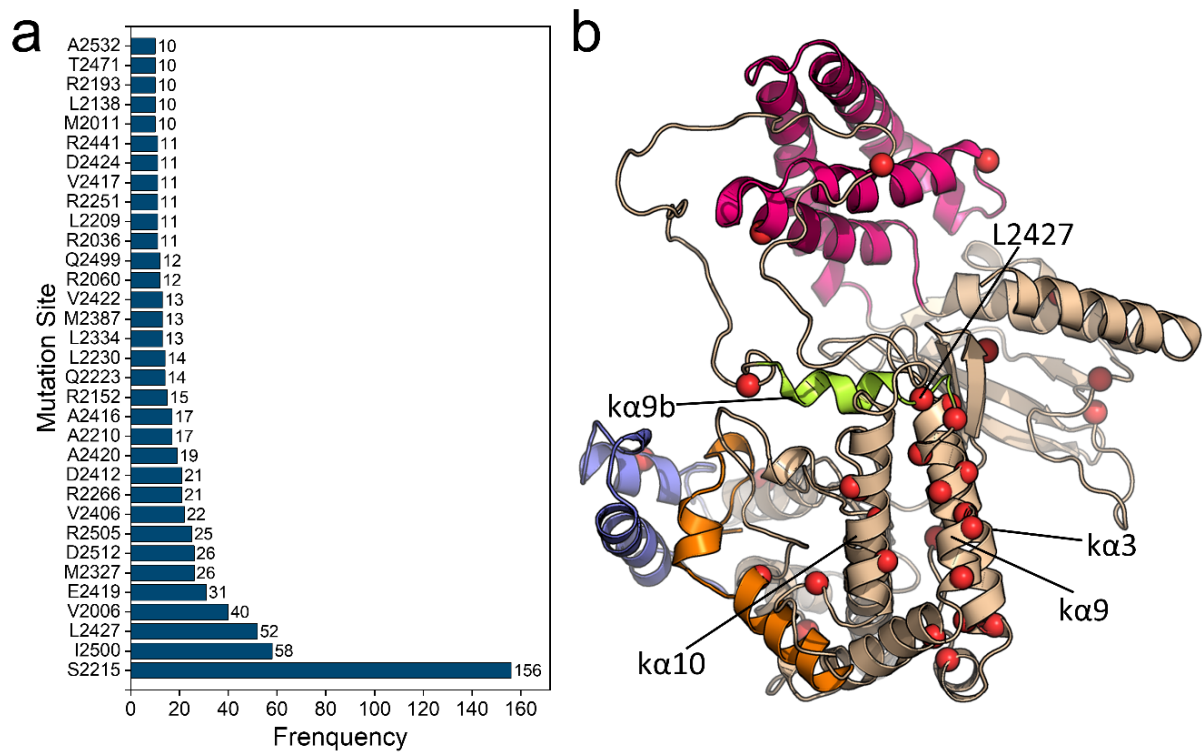 a
Mutation Site
A2532 10
T2471 10
R2193 10
L2138 10
M2011 10
R2441 11
D2424 11
V2417 11
R2251 11
L2209 11
R2036 11
Q2499 12
R2060 12
V2422 13
M2387 13
L2334 13
L2230 14
Q2223 14
R2152 15
A2416 17
A2210 17
A2420 19
D2412 21
R2266 21
V2406 22
R2505 25
D2512 26
M2327 26
E2419 31
V2006 40
L2427 52
I2500 58
S2215 156
0 20 40 60 80 100 120 140 160
Frenquency
b
L2427
kα9b
kα3
kα9
kα10